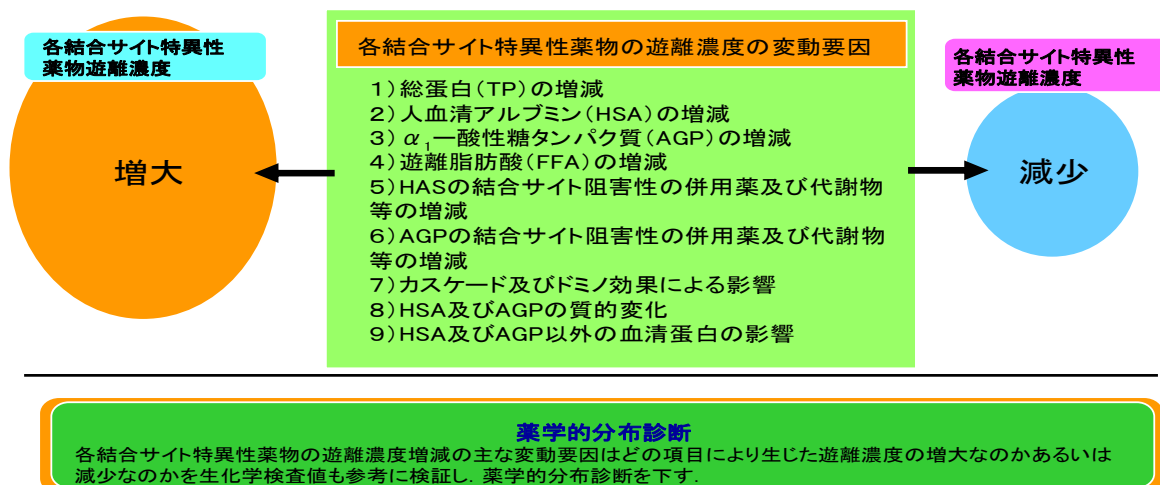 各結合サイト特異性
薬物遊離濃度
増大
各結合サイト特異性薬物の遊離濃度の変動要因
1)総蛋白(TP)の増減
2)人血清アルブミン(HSA)の増減
3)α₁ー酸性糖タンパク質(AGP)の増減
4)遊離脂肪酸(FFA)の増減
5)HASの結合サイト阻害性の併用薬及び代謝物
等の増減
6)AGPの結合サイト阻害性の併用薬及び代謝物
等の増減
7)カスケード及びドミノ効果による影響
8)HSA及びAGPの質的変化
9)HSA及びAGP以外の血清蛋白の影響
各結合サイト特異性
薬物遊離濃度
減少
薬学的分布診断
各結合サイト特異性薬物の遊離濃度増減の主な変動要因はどの項目により生じた遊離濃度の増大なのかあるいは
減少なのかを生化学検査値も参考に検証し.薬学的分布診断を下す.